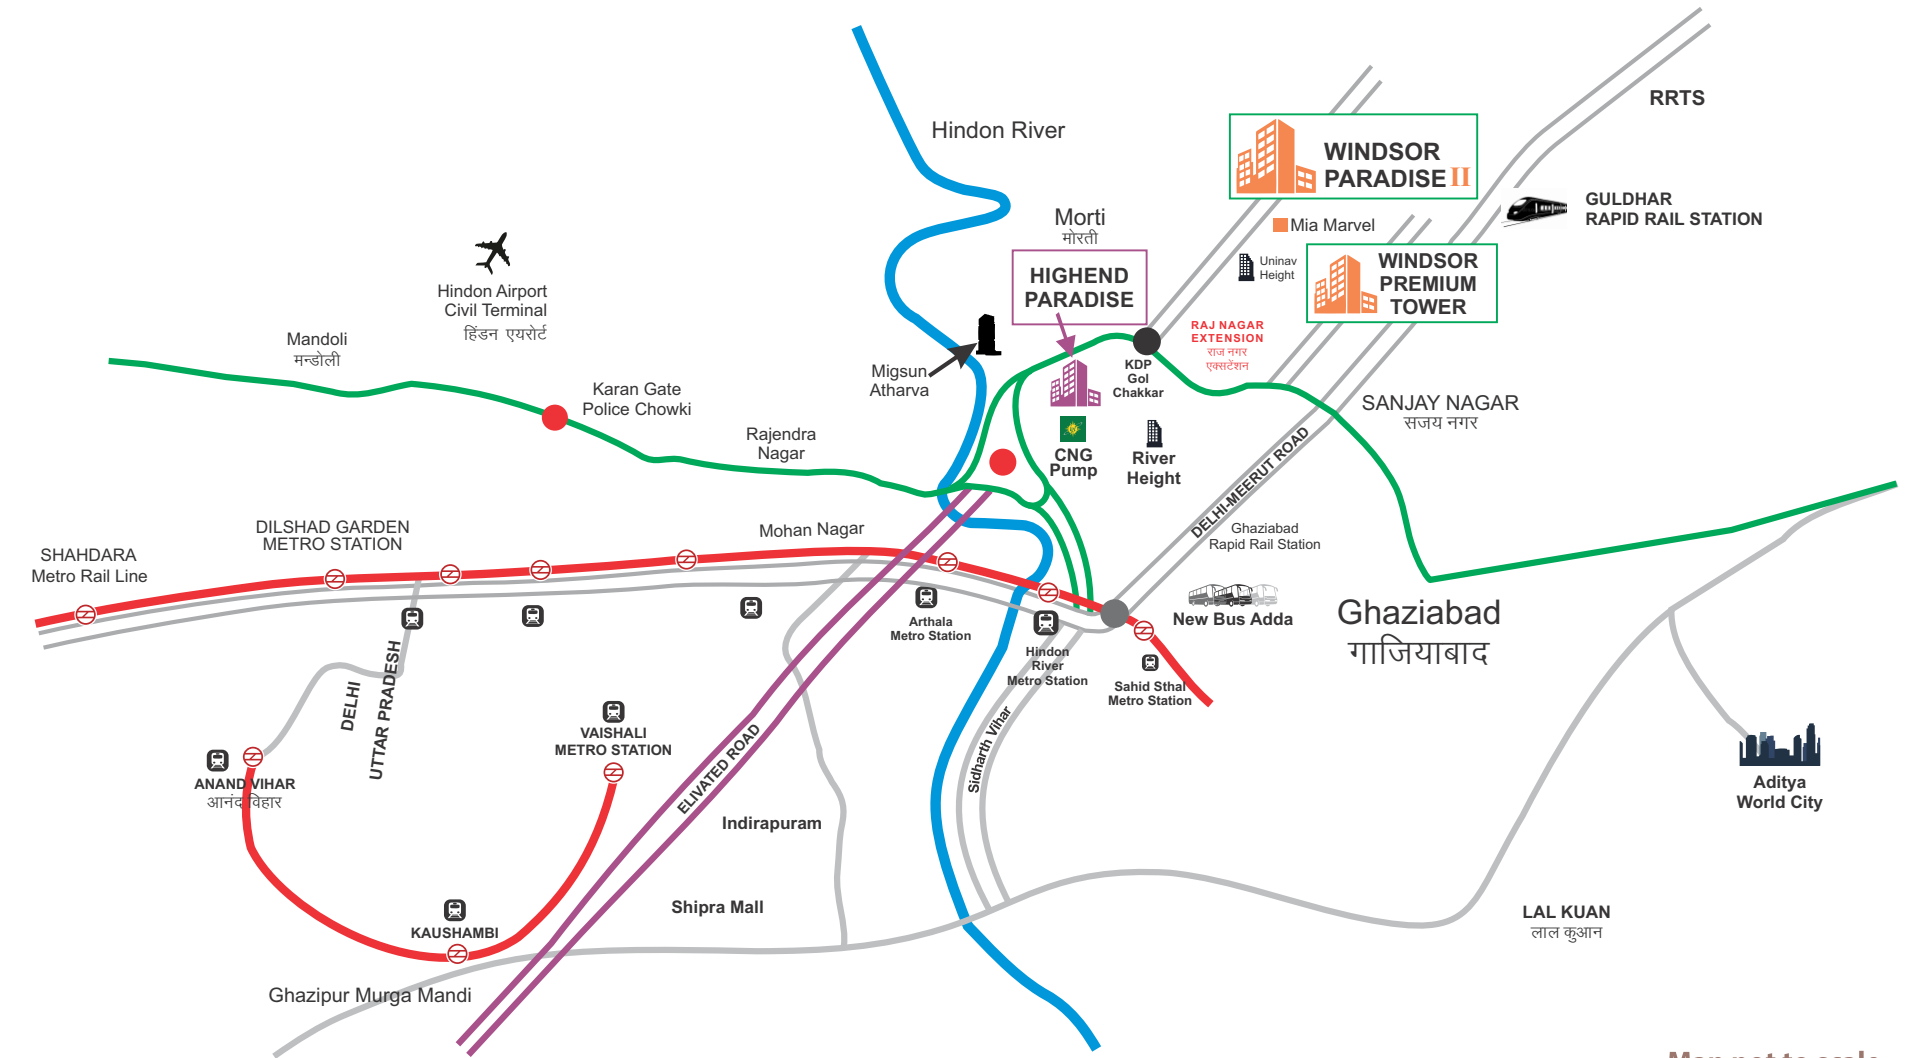 RRTS
Hindon River
WINDSOR
PARADISE II
GULDHAR
RAPID RAIL STATION
Morti
मोरती
Mia Marvel
Uninav
Height
WINDSOR
PREMIUM
TOWER
HIGHEND
PARADISE
Hindon Airport
Civil Terminal
हिंडन एयरोर्ट
Mandoli
मन्डोली
RAJ NAGAR
EXTENSION
राज नगर
एक्सटेंशन
KDP
Gol
Chakkar
Migsun
Atharva
Karan Gate
Police Chowki
SANJAY NAGAR
सजय नगर
Rajendra
Nagar
CNG
Pump
River
Height
DELHI-MEERUT ROAD
DILSHAD GARDEN
METRO STATION
Mohan Nagar
Ghaziabad
Rapid Rail Station
SHAHDARA
Metro Rail Line
Arthala
Metro Station
New Bus Adda
Ghaziabad
गाजियाबाद
Hindon
River
Metro Station
Sahid Sthal
Metro Station
DELHI
UTTAR PRADESH
VAISHALI
METRO STATION
ANAND VIHAR
आनंद विहार
ELIVATED ROAD
Sidharth Vihar
Aditya
World City
Indirapuram
Shipra Mall
KAUSHAMBI
LAL KUAN
लाल कुआन
Ghazipur Murga Mandi
Map not to scale